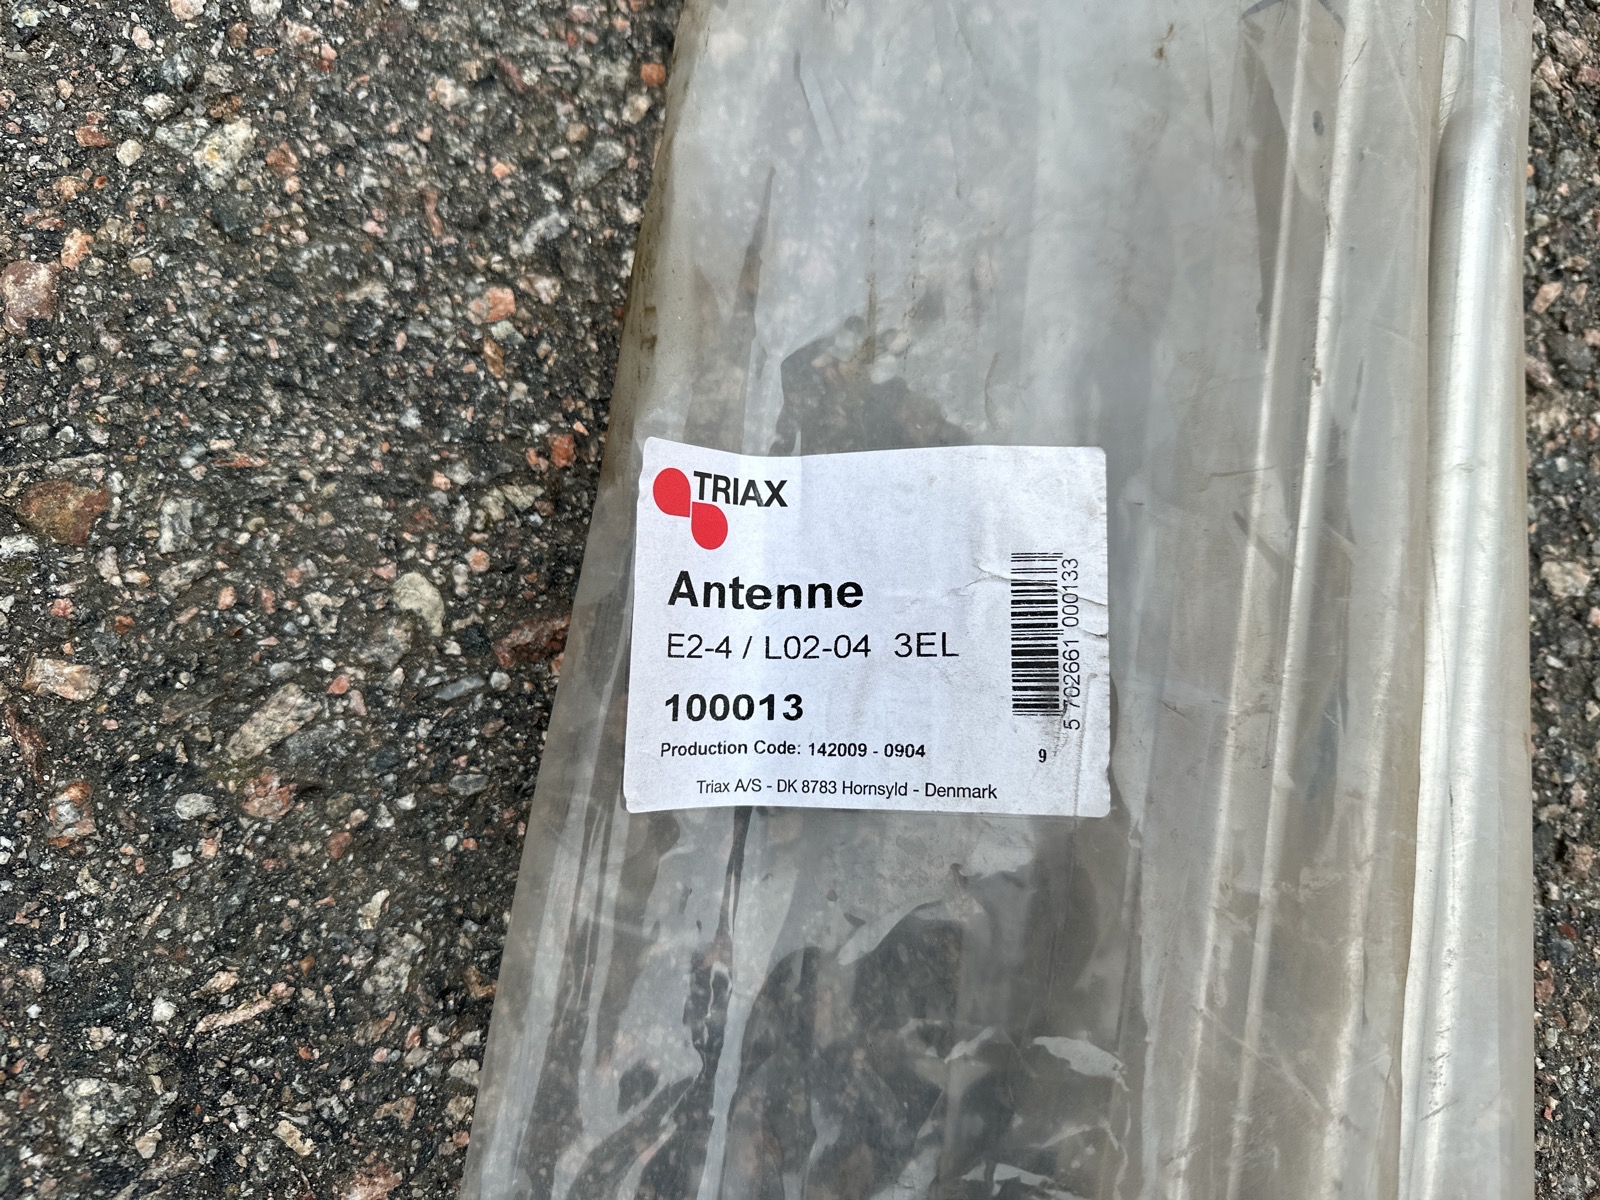 TRIAX
Antenne
E2-4 / L02-04 3EL
100013
Production Code: 142009 - 0904
9
Triax A/S - DK 8783 Hornsyld - Denmark
5 702661 000133